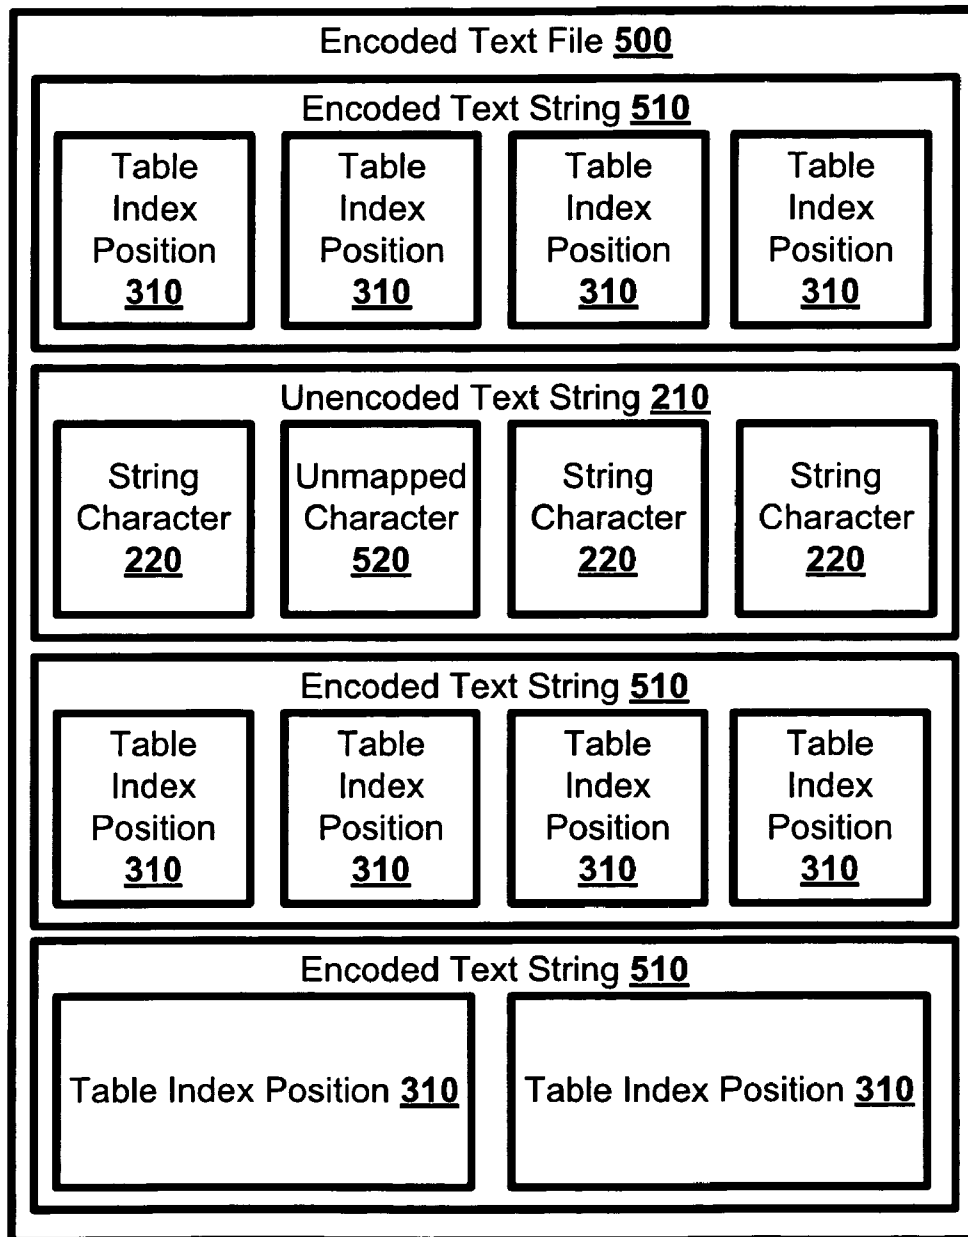 Encoded Text File 500
Encoded Text String 510
Table Index Position 310
Table Index Position 310
Table Index Position 310
Table Index Position 310
Unencoded Text String 210
String Character 220
Unmapped Character 520
String Character 220
String Character 220
Encoded Text String 510
Table Index Position 310
Table Index Position 310
Table Index Position 310
Table Index Position 310
Encoded Text String 510
Table Index Position 310
Table Index Position 310